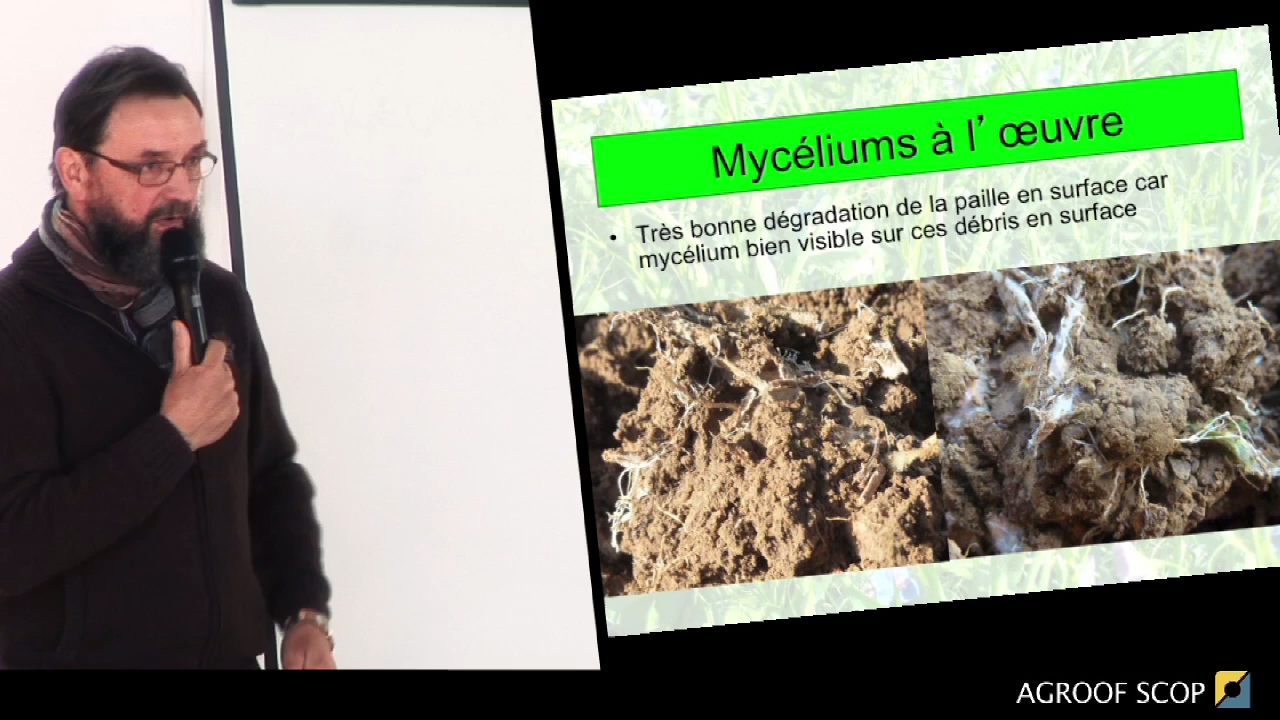 Mycéliums à l’ œuvre
• Très bonne dégradation de la paille en surface car
mycélium bien visible sur ces débris en surface
AGROOF SCOP